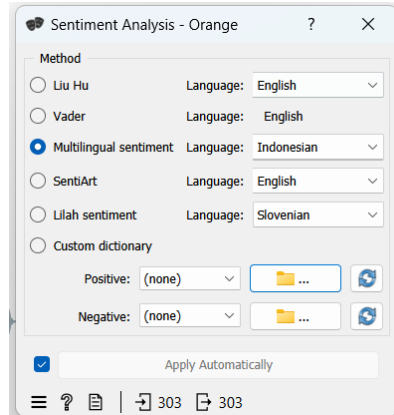 Sentiment Analysis - Orange ? ×
Method
Liu Hu Language: English
Vader Language: English
Multilingual sentiment Language: Indonesian
SentiArt Language: English
Lilah sentiment Language: Slovenian
Custom dictionary
Positive: (none) ...
Negative: (none) ...
Apply Automatically
? 303 303